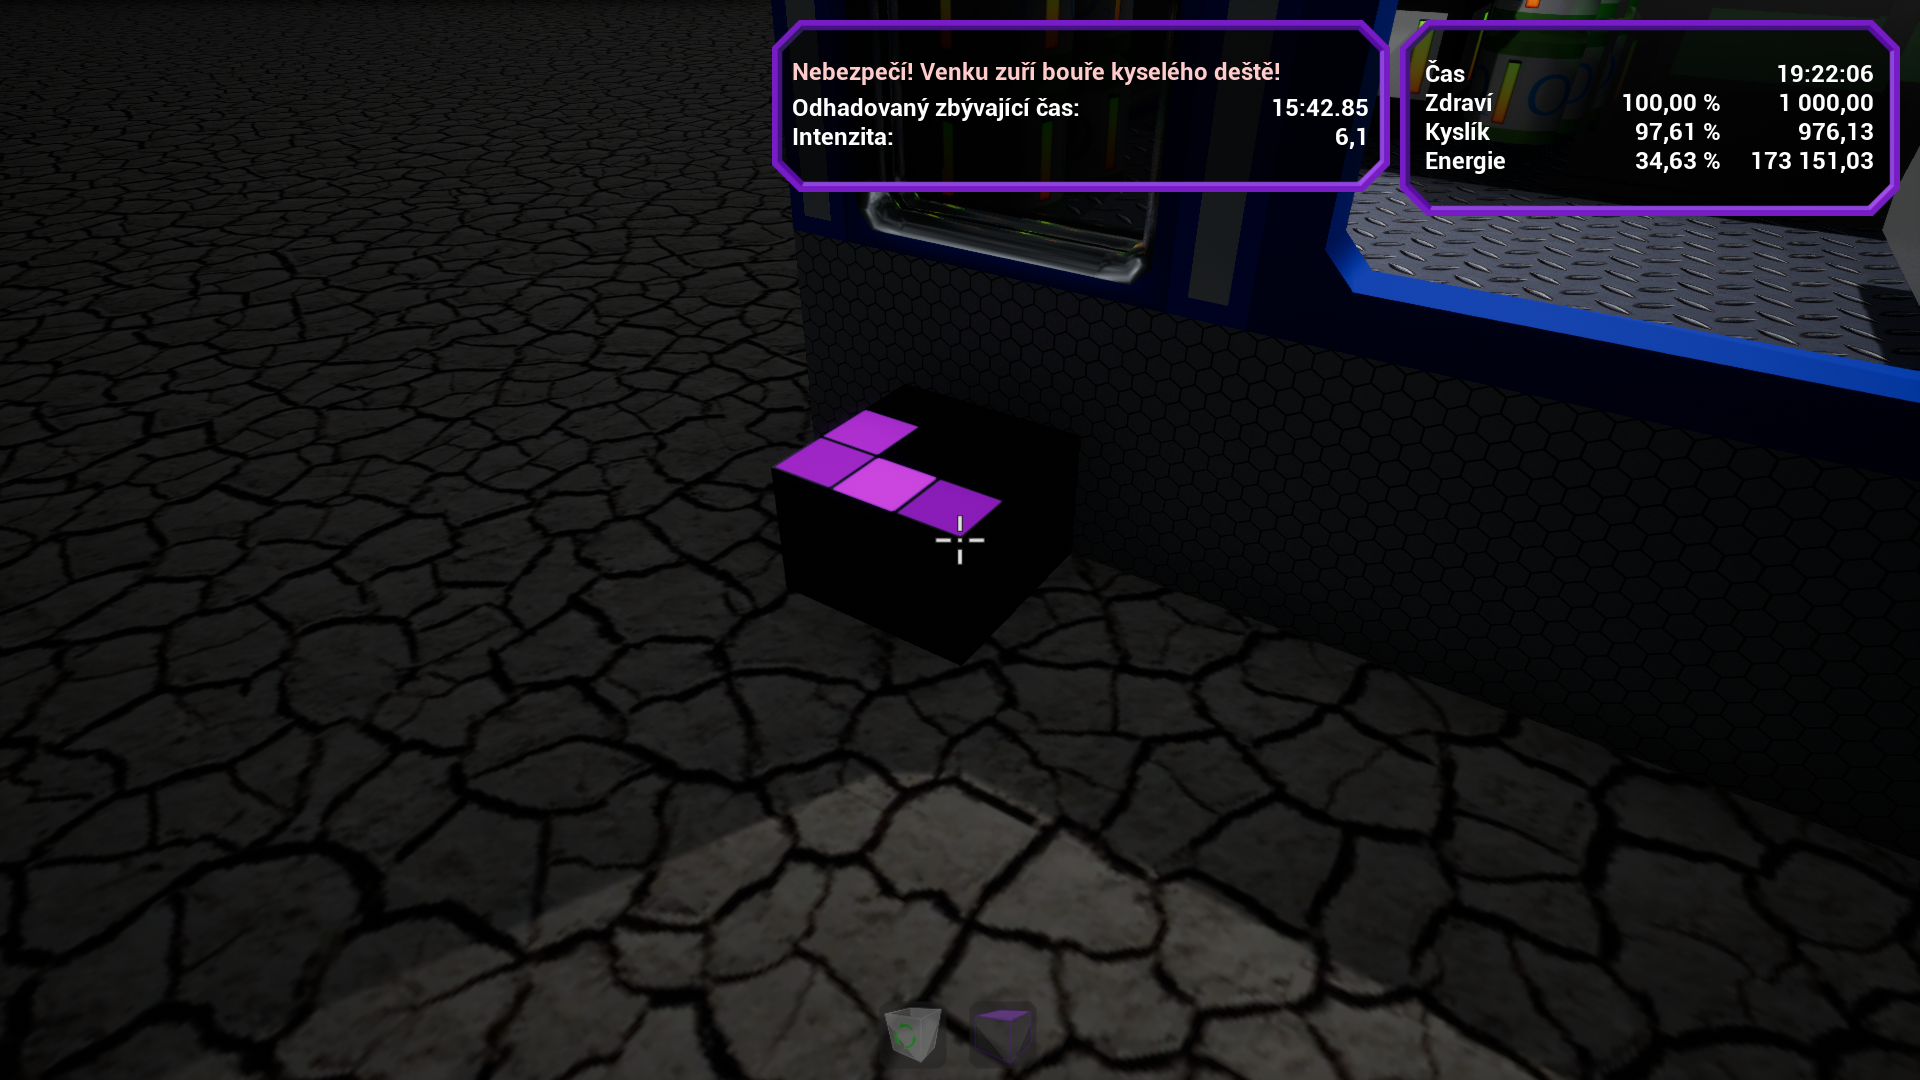 Nebezpečí! Venku zuří bouře kyselého deště!
Odhadovaný zbývající čas: 15:42.85
Intenzita: 6,1
Čas 19:22:06
Zdraví 100,00 % 1 000,00
Kyslík 97,61 % 976,13
Energie 34,63 % 173 151,03